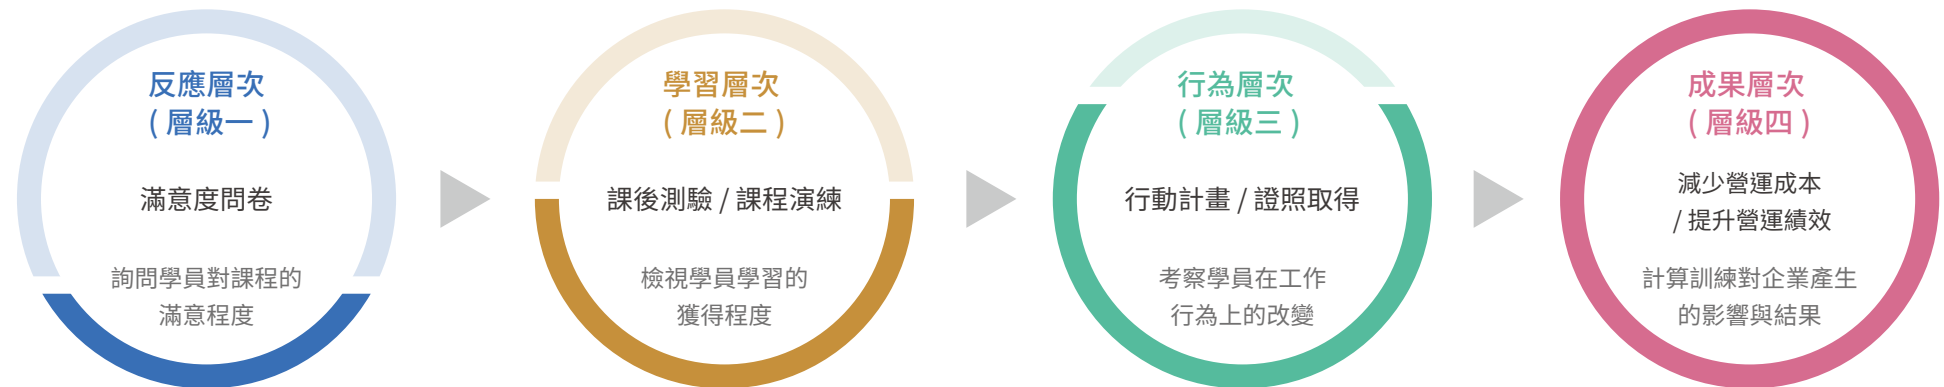 反應層次
( 層級一 )
滿意度問卷
詢問學員對課程的
滿意程度
學習層次
( 層級二 )
課後測驗 / 課程演練
檢視學員學習的
獲得程度
行為層次
( 層級三 )
行動計畫 / 證照取得
考察學員在工作
行為上的改變
成果層次
( 層級四 )
減少營運成本
/ 提升營運績效
計算訓練對企業產生
的影響與結果